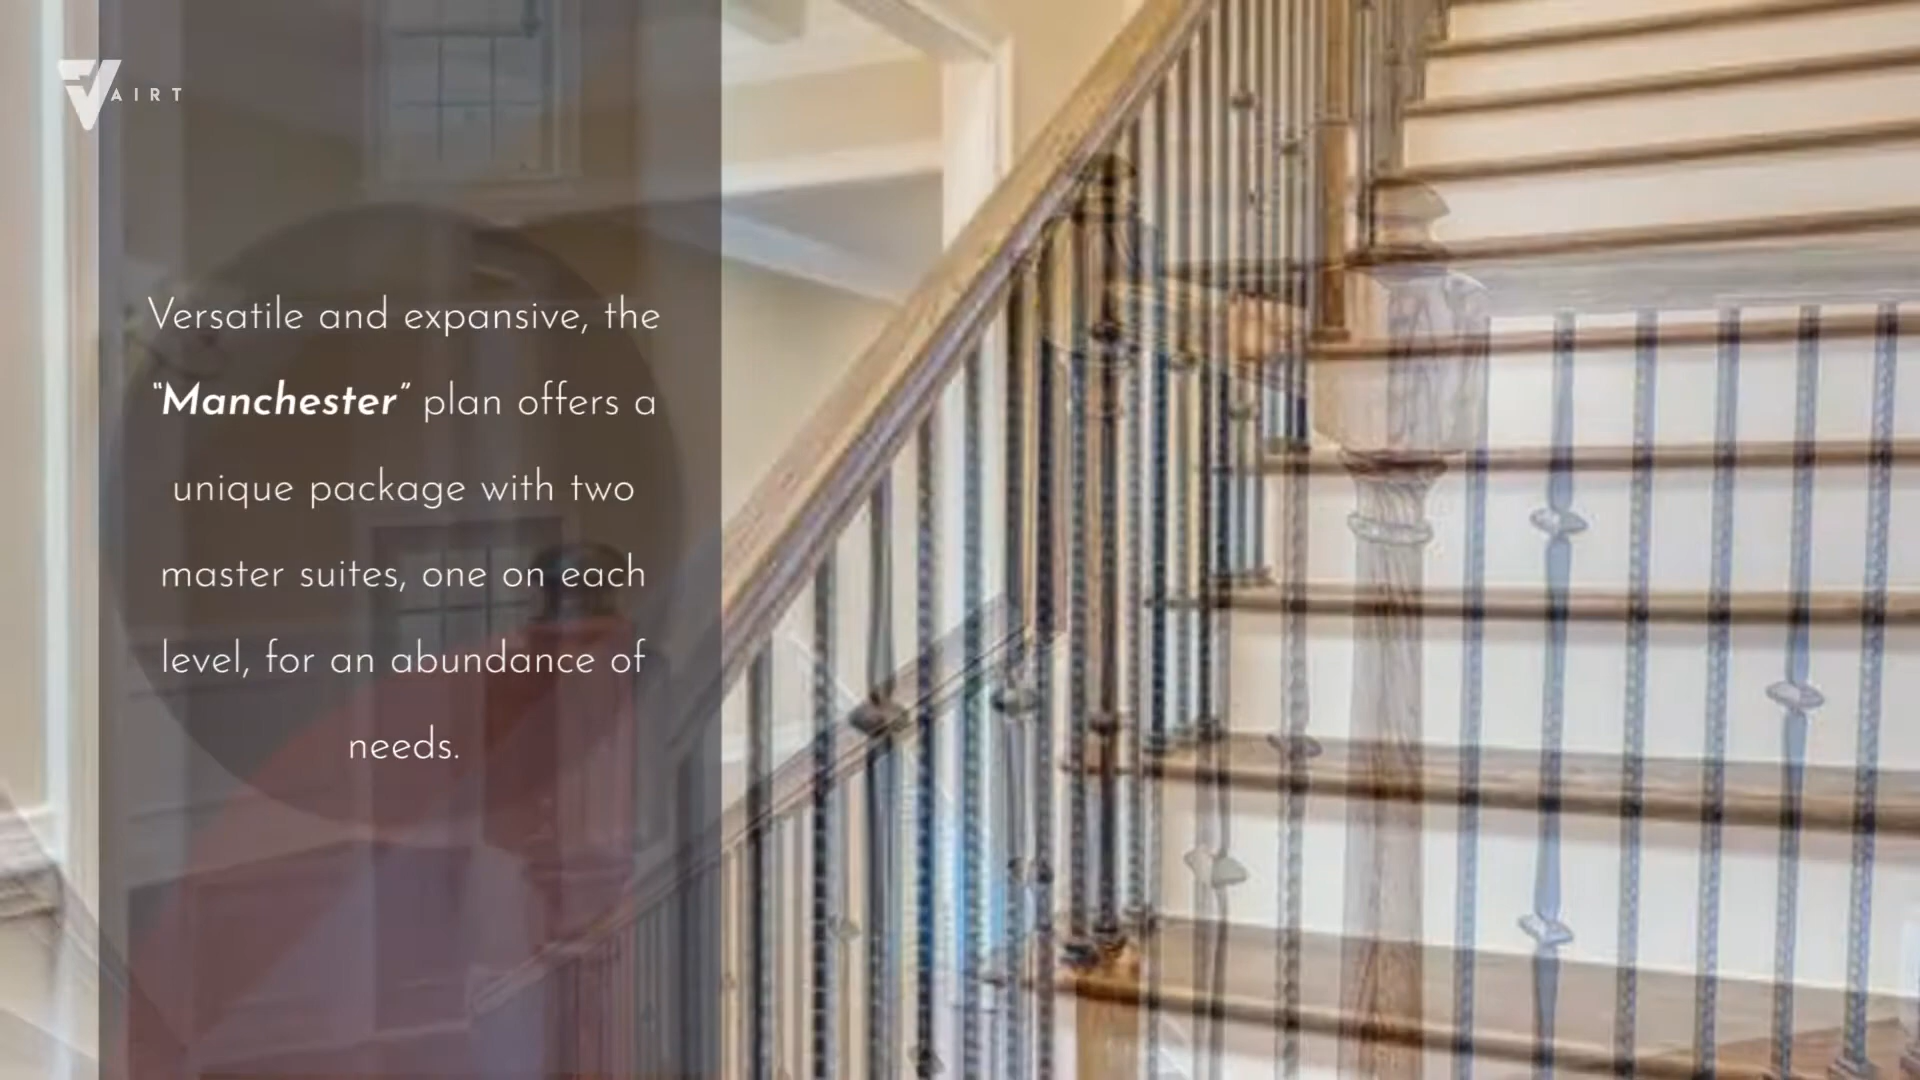 VAIRT
Versatile and expansive, the
“Manchester” plan offers a
unique package with two
master suites, one on each
level, for an abundance of
needs.